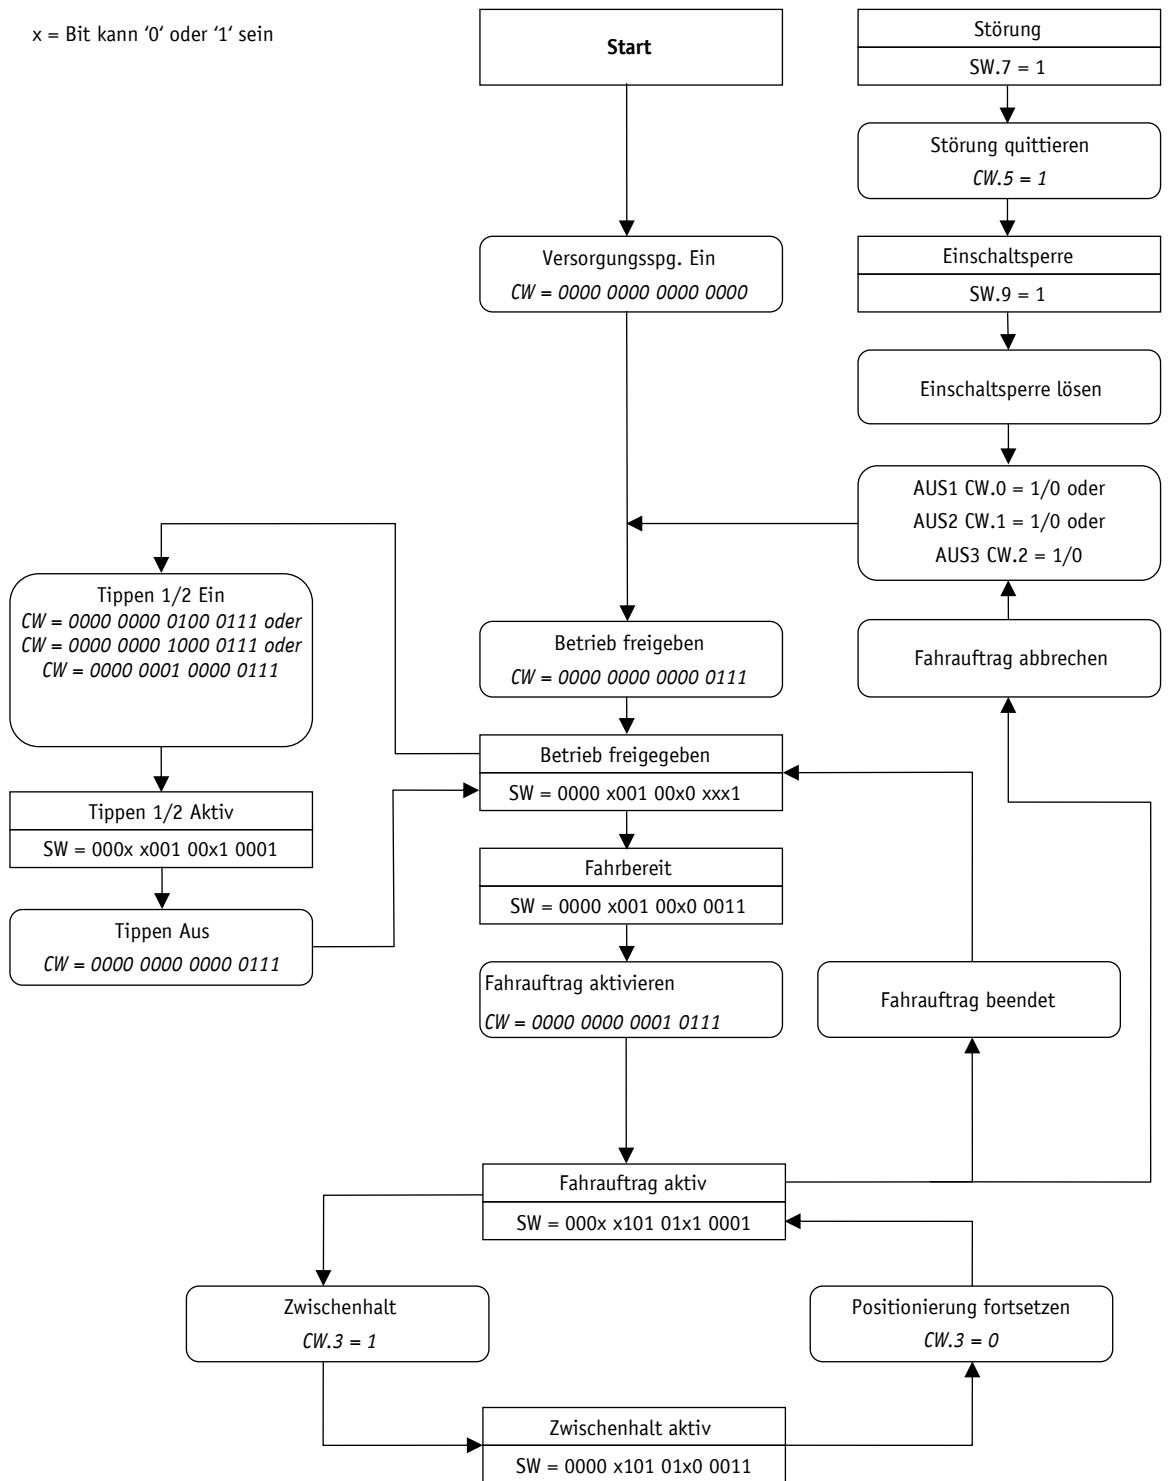 x = Bit kann ‘0‘ oder ‘1‘ sein
Start
Störung
SW.7 = 1
Störung quittieren
CW.5 = 1
Versorgungsspg. Ein
CW = 0000 0000 0000 0000
Einschaltsperre
SW.9 = 1
Einschaltsperre lösen
AUS1 CW.0 = 1/0 oder
AUS2 CW.1 = 1/0 oder
AUS3 CW.2 = 1/0
Tippen 1/2 Ein
CW = 0000 0000 0100 0111 oder
CW = 0000 0000 1000 0111 oder
CW = 0000 0001 0000 0111
Betrieb freigeben
CW = 0000 0000 0000 0111
Fahrauftrag abbrechen
Betrieb freigegeben
SW = 0000 x001 00x0 xxx1
Tippen 1/2 Aktiv
SW = 000x x001 00x1 0001
Fahrbereit
SW = 0000 x001 00x0 0011
Tippen Aus
CW = 0000 0000 0000 0111
Fahrauftrag aktivieren
CW = 0000 0000 0001 0111
Fahrauftrag beendet
Fahrauftrag aktiv
SW = 000x x101 01x1 0001
Zwischenhalt
CW.3 = 1
Positionierung fortsetzen
CW.3 = 0
Zwischenhalt aktiv
SW = 0000 x101 01x0 0011